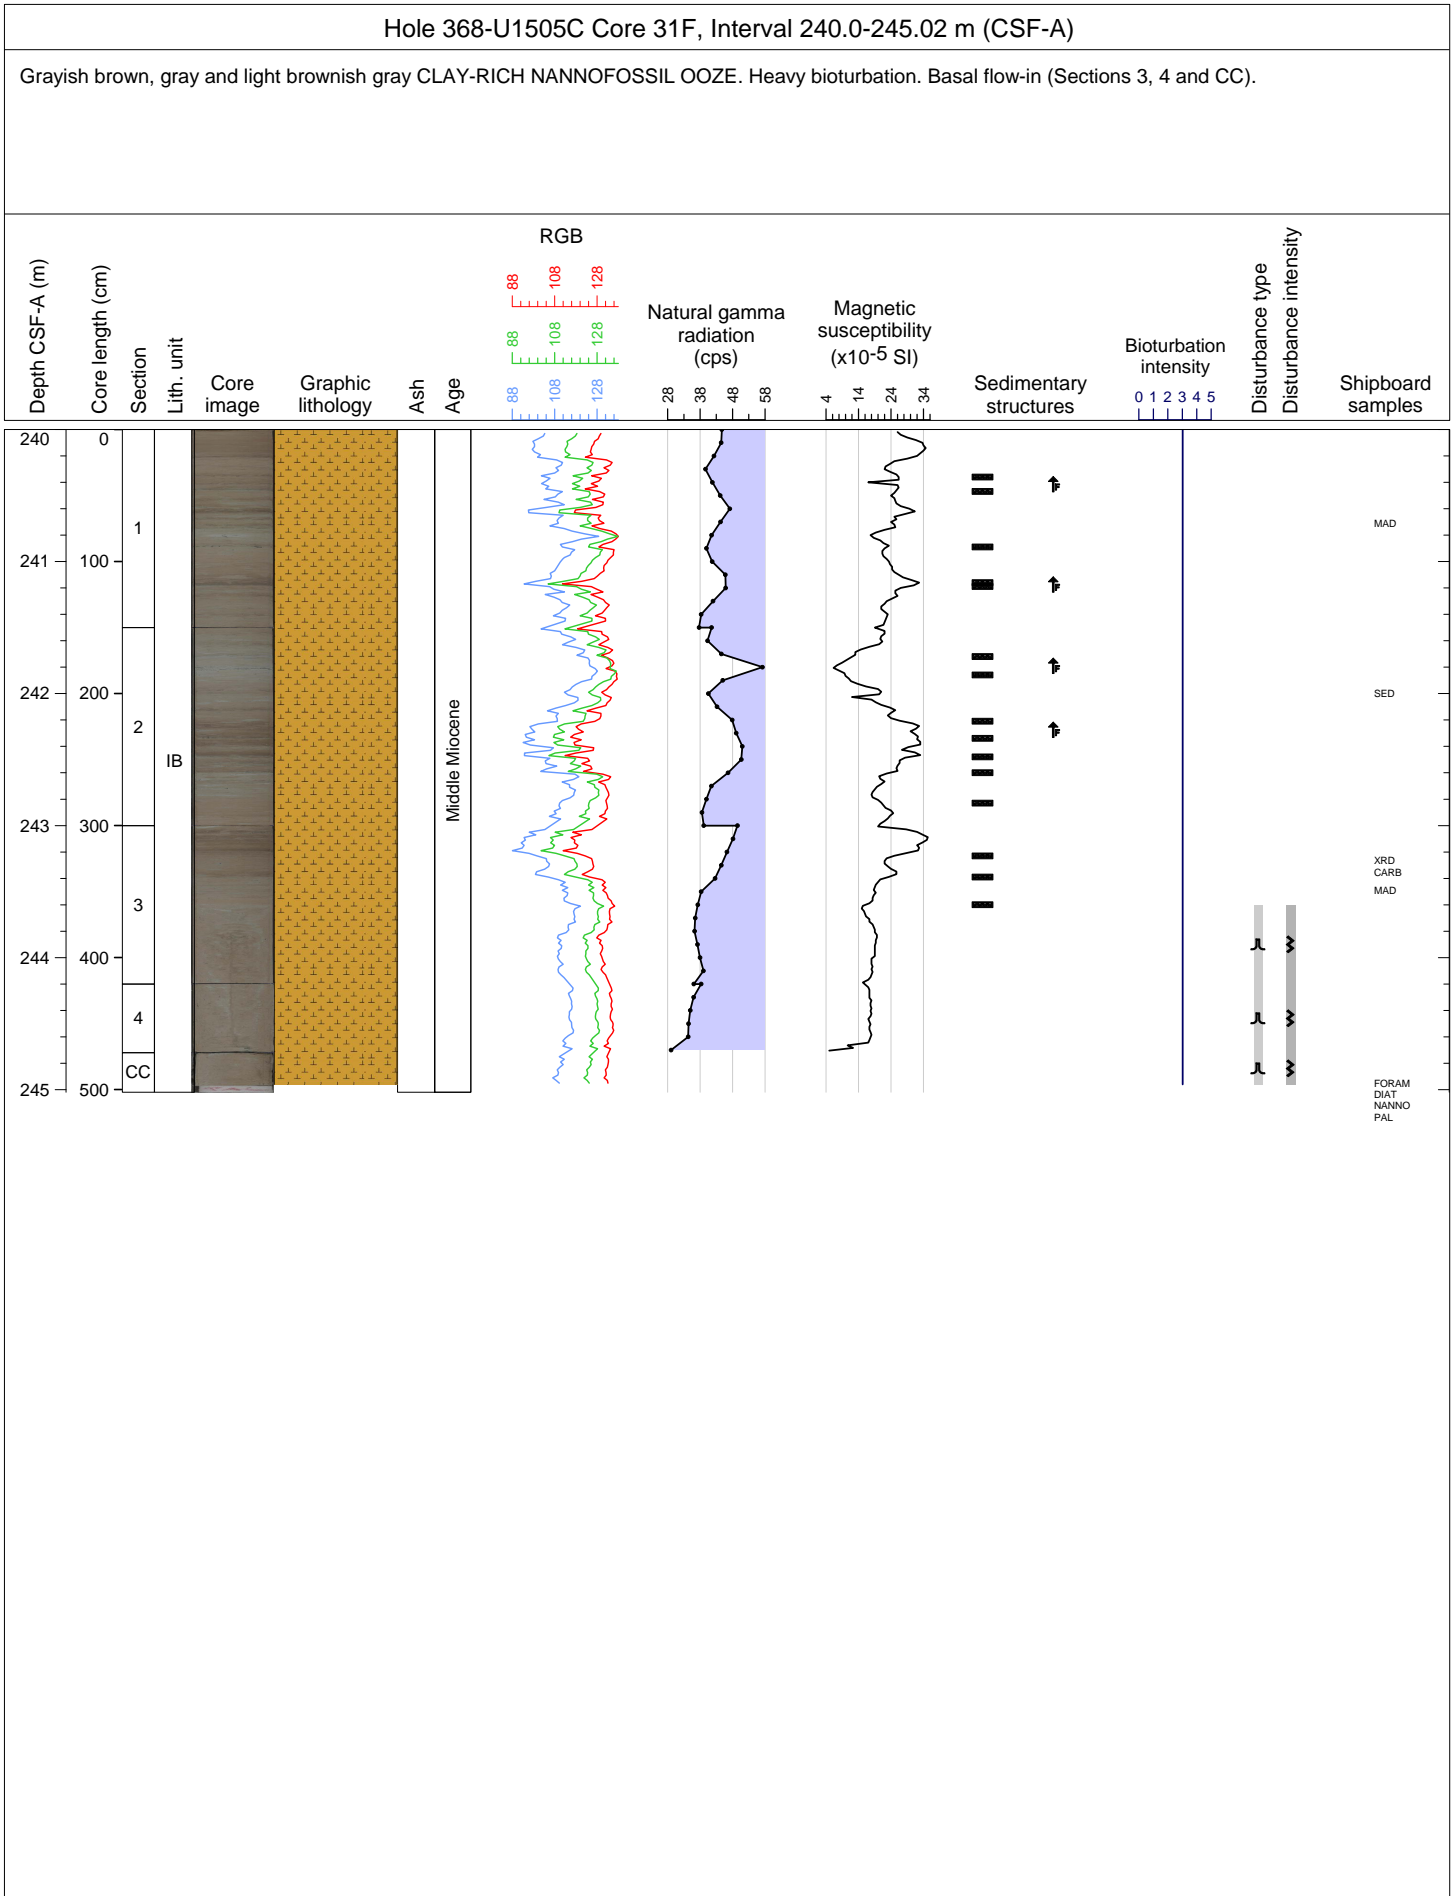 Hole 368-U1505C Core 31F, Interval 240.0-245.02 m (CSF-A)
Grayish brown, gray and light brownish gray CLAY-RICH NANNOFOSSIL OOZE. Heavy bioturbation. Basal flow-in (Sections 3, 4 and CC).
Depth CSF-A (m)
Core length (cm)
Section
Lith. unit
Core
image
Graphic
lithology
Ash
Age
RGB
88 108 128
88 108 128
88 108 128
Natural gamma
radiation
(cps)
28 38 48 58
Magnetic
susceptibility
(x10-5 SI)
4 14 24 34
Sedimentary
structures
Bioturbation
intensity
0 1 2 3 4 5
Disturbance type
Disturbance intensity
Shipboard
samples
240 0
1
MAD
241 100
242 200
SED
2
IB
Middle Miocene
243 300
XRD
CARB
MAD
3
244 400
4
CC
245 500
FORAM
DIAT
NANNO
PAL